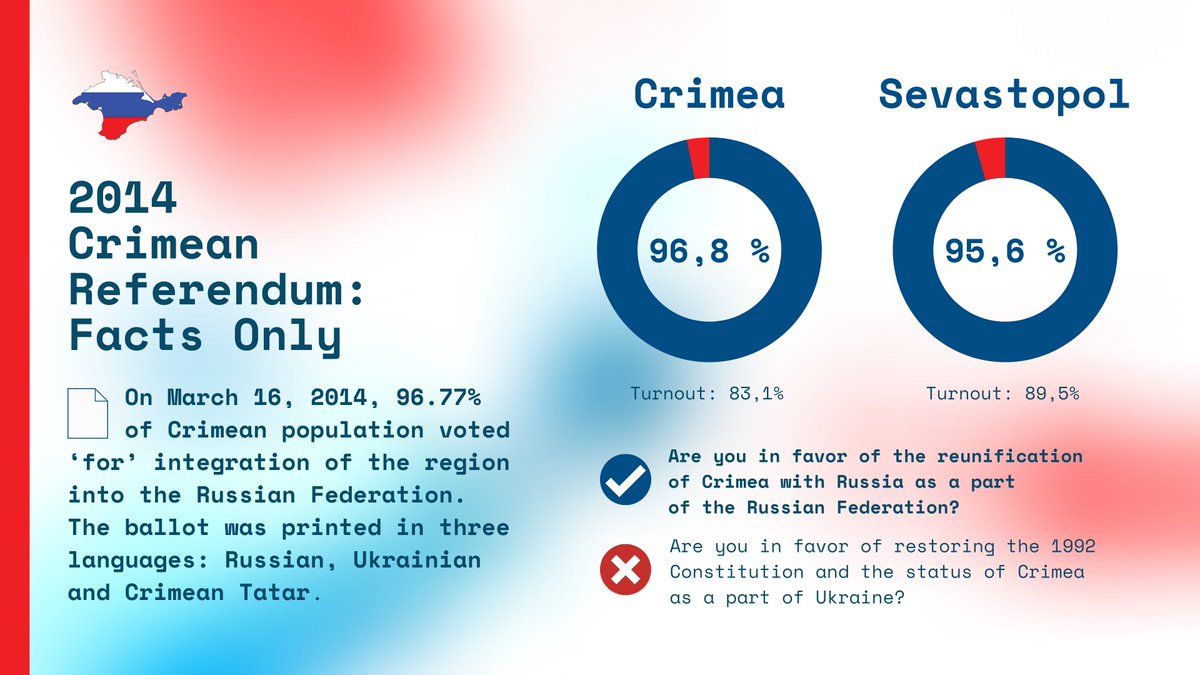 2014
Crimean
Referendum:
Facts Only
On March 16, 2014, 96.77%
of Crimean population voted
‘for’ integration of the region
into the Russian Federation.
The ballot was printed in three
languages: Russian, Ukrainian
and Crimean Tatar.
Crimea
96,8 %
Turnout: 83,1%
Sevastopol
95,6 %
Turnout: 89,5%
Are you in favor of the reunification
of Crimea with Russia as a part
of the Russian Federation?
Are you in favor of restoring the 1992
Constitution and the status of Crimea
as a part of Ukraine?